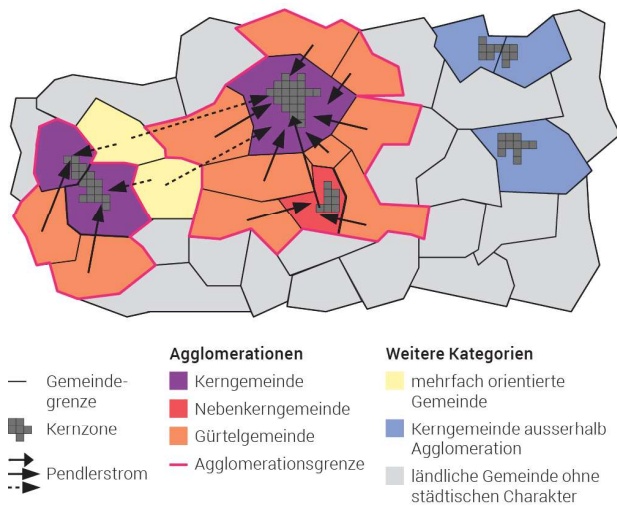 Gemeinde-
grenze
Kernzone
Pendlerstrom
Agglomerationen
Kerngemeinde
Nebenkerngemeinde
Gürtelgemeinde
Agglomerationsgrenze
Weitere Kategorien
mehrfach orientierte
Gemeinde
Kerngemeinde ausserhalb
Agglomeration
ländliche Gemeinde ohne
städtischen Charakter